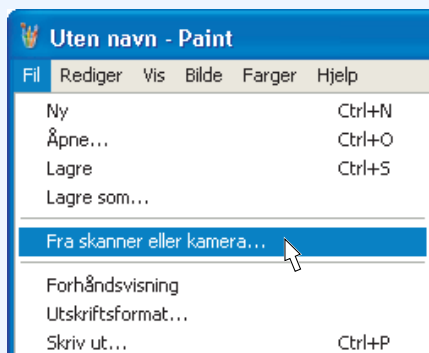 Uten navn - Paint
Fil Rediger Vis Bilde Farger Hjelp
Ny Ctrl+N
Åpne... Ctrl+O
Lagre Ctrl+S
Lagre som...
Fra skanner eller kamera...
Forhåndsvisning
Utskriftsformat...
Skriv ut... Ctrl+P